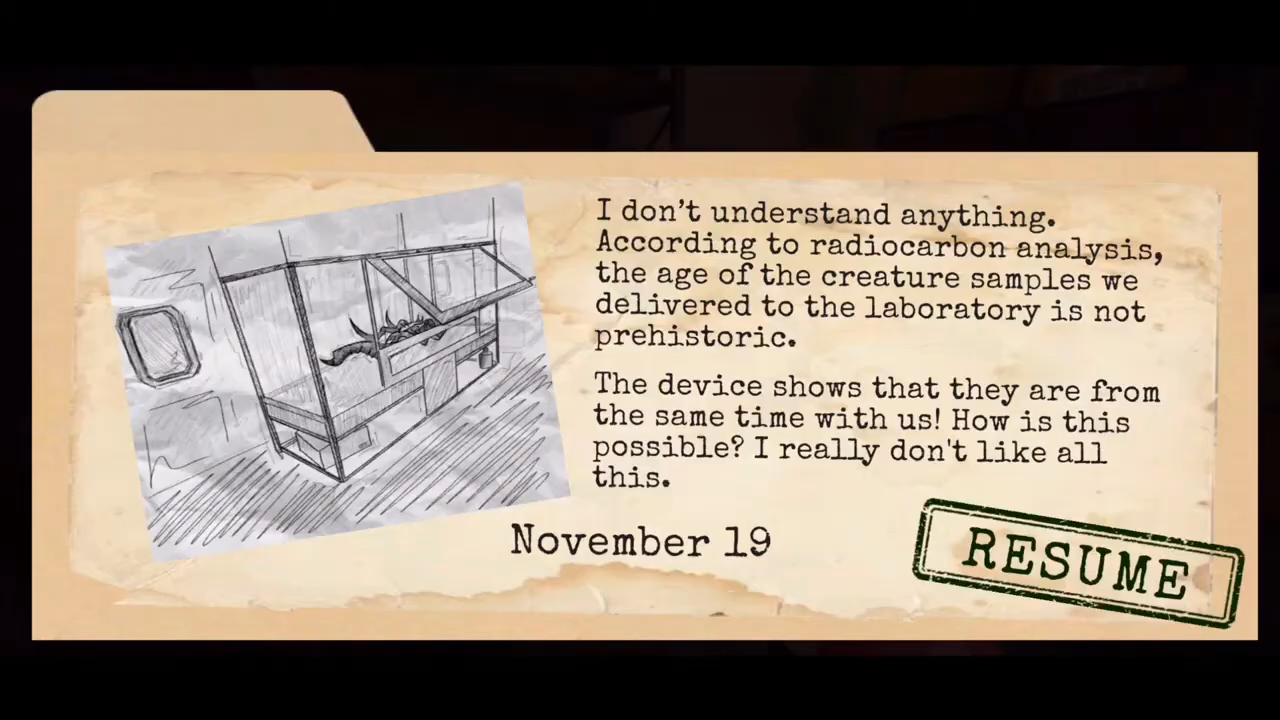 I don't understand anything.
According to radiocarbon analysis,
the age of the creature samples we
delivered to the laboratory is not
prehistoric.
The device shows that they are from
the same time with us! How is this
possible? I really don't like all
this.
November 19
RESUME